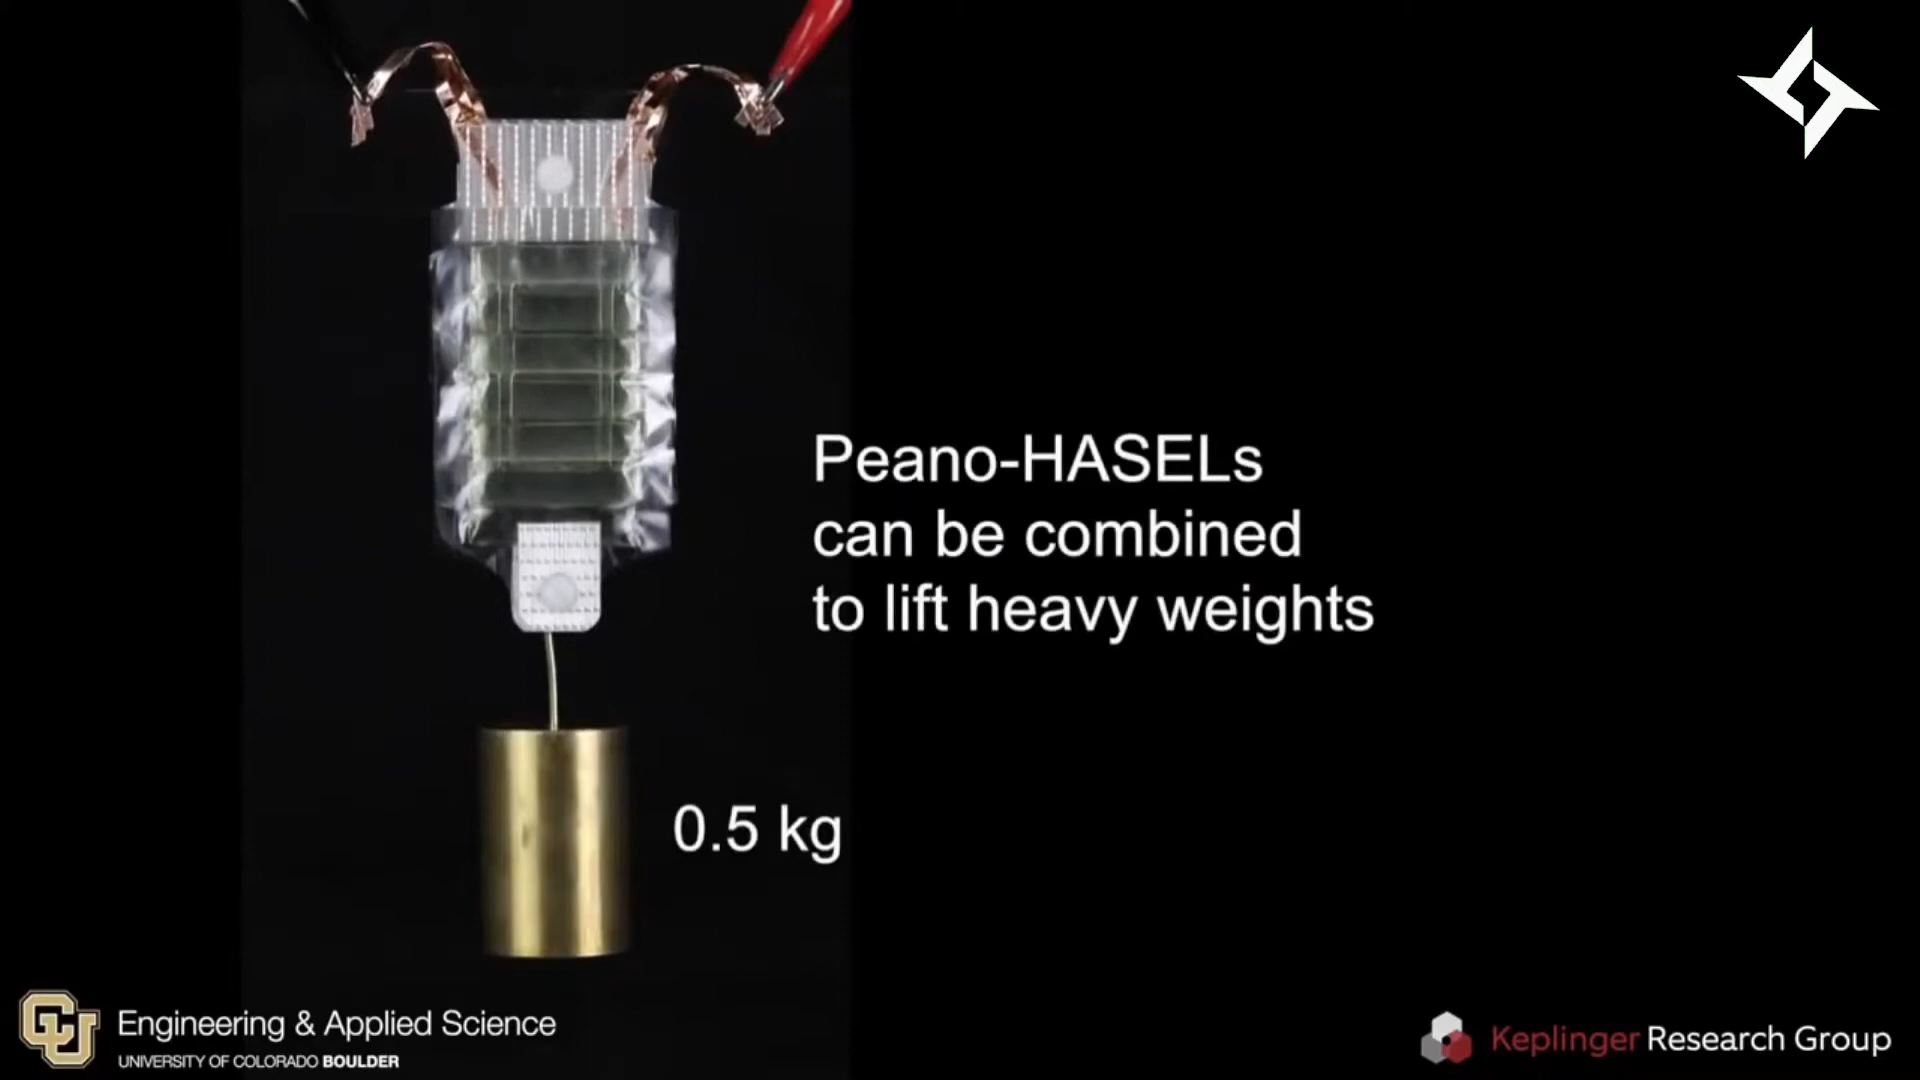 Peano-HASELs
can be combined
to lift heavy weights
0.5 kg
CU
Engineering & Applied Science
UNIVERSITY OF COLORADO BOULDER
Keplinger Research Group